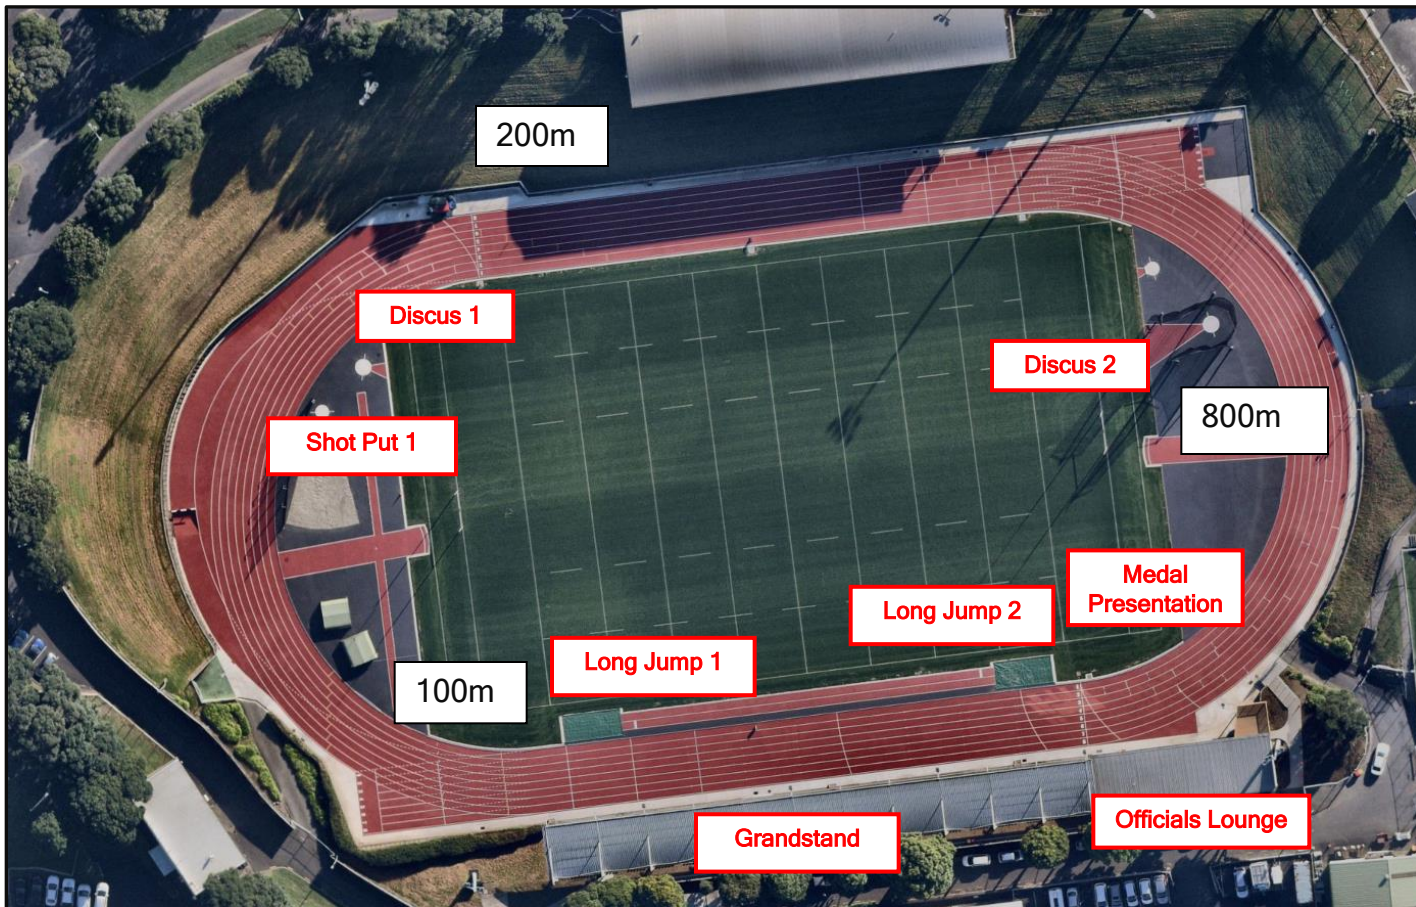 200m
Discus 1
Discus 2
800m
Shot Put 1
Medal
Presentation
Long Jump 2
Long Jump 1
100m
Officials Lounge
Grandstand